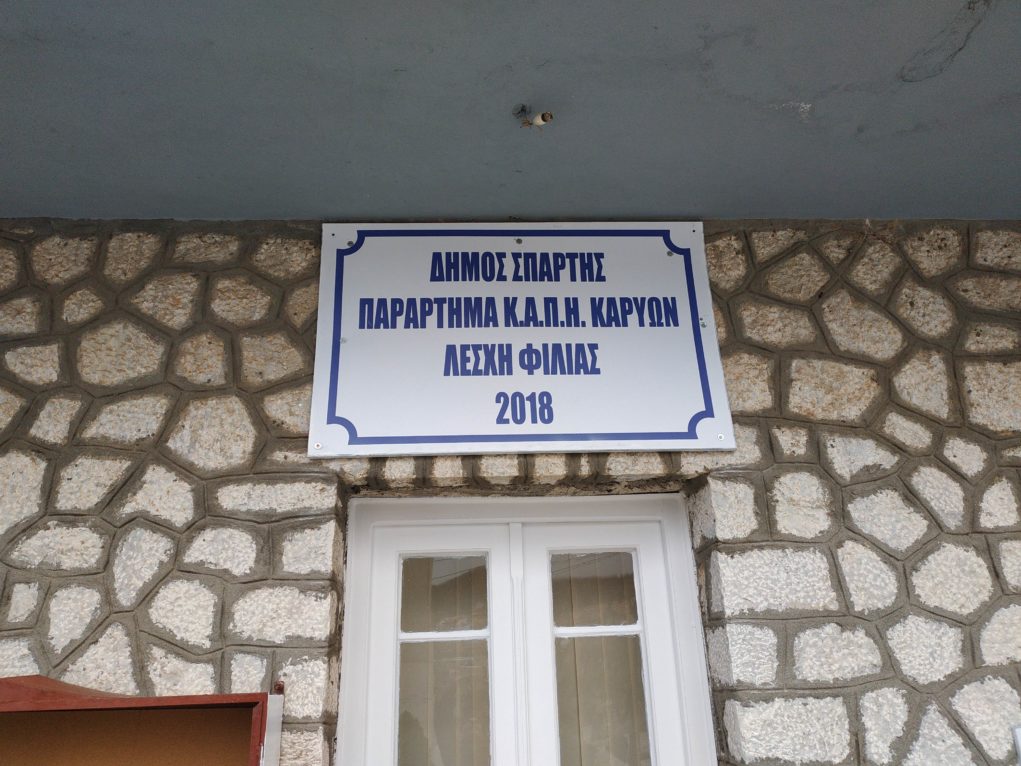 ΔΗΜΟΣ ΣΠΑΡΤΗΣ
ΠΑΡΑΡΤΗΜΑ Κ.Α.Π.Η. ΚΑΡΥΩΝ
ΛΕΣΧΗ ΦΙΛΙΑΣ
2018